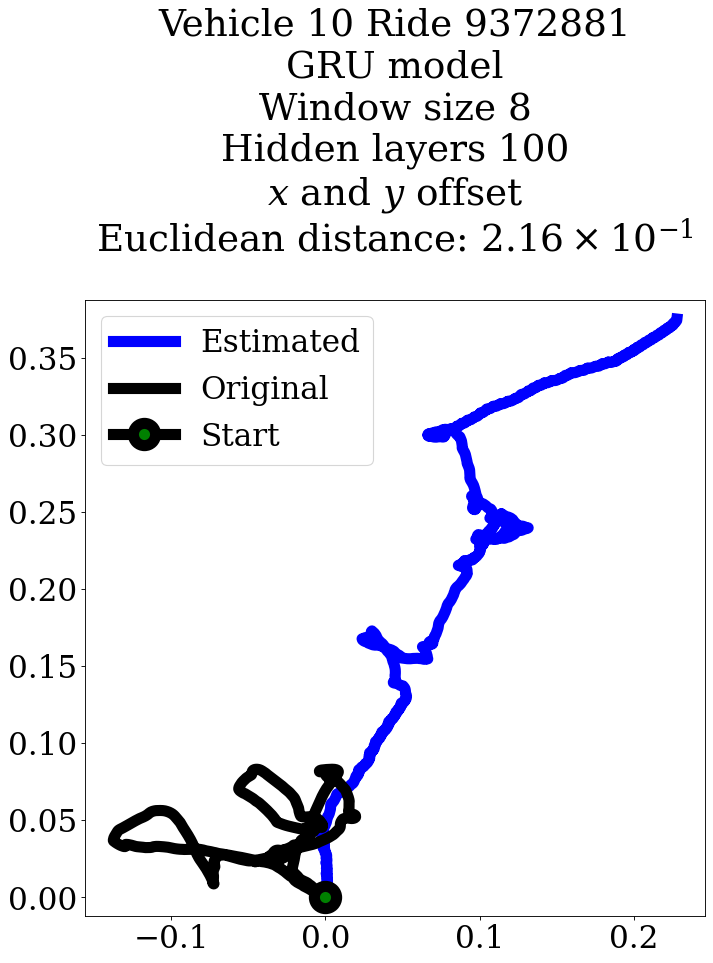 Vehicle 10 Ride 9372881
GRU model
Window size 8
Hidden layers 100
x and y offset
Euclidean distance: 2.16 × 10⁻¹
Estimated
Original
Start
0.35
0.30
0.25
0.20
0.15
0.10
0.05
0.00
−0.1
0.0
0.1
0.2